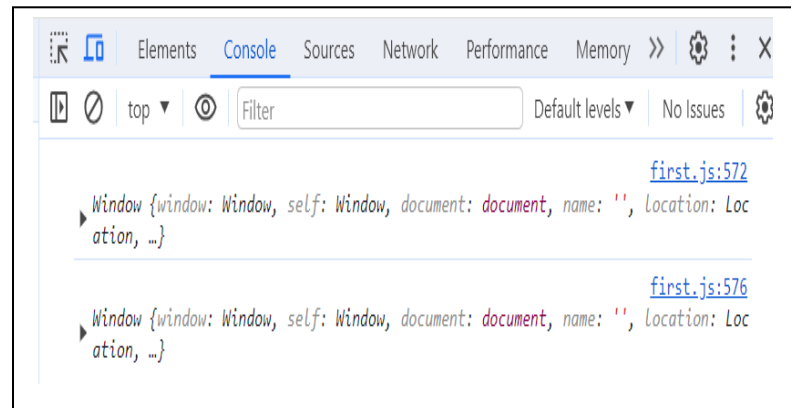 Elements Console Sources Network Performance Memory
top Filter Default levels No Issues
first.js:572
Window {window: Window, self: Window, document: document, name: '', location: Loc
ation, …}
first.js:576
Window {window: Window, self: Window, document: document, name: '', location: Loc
ation, …}